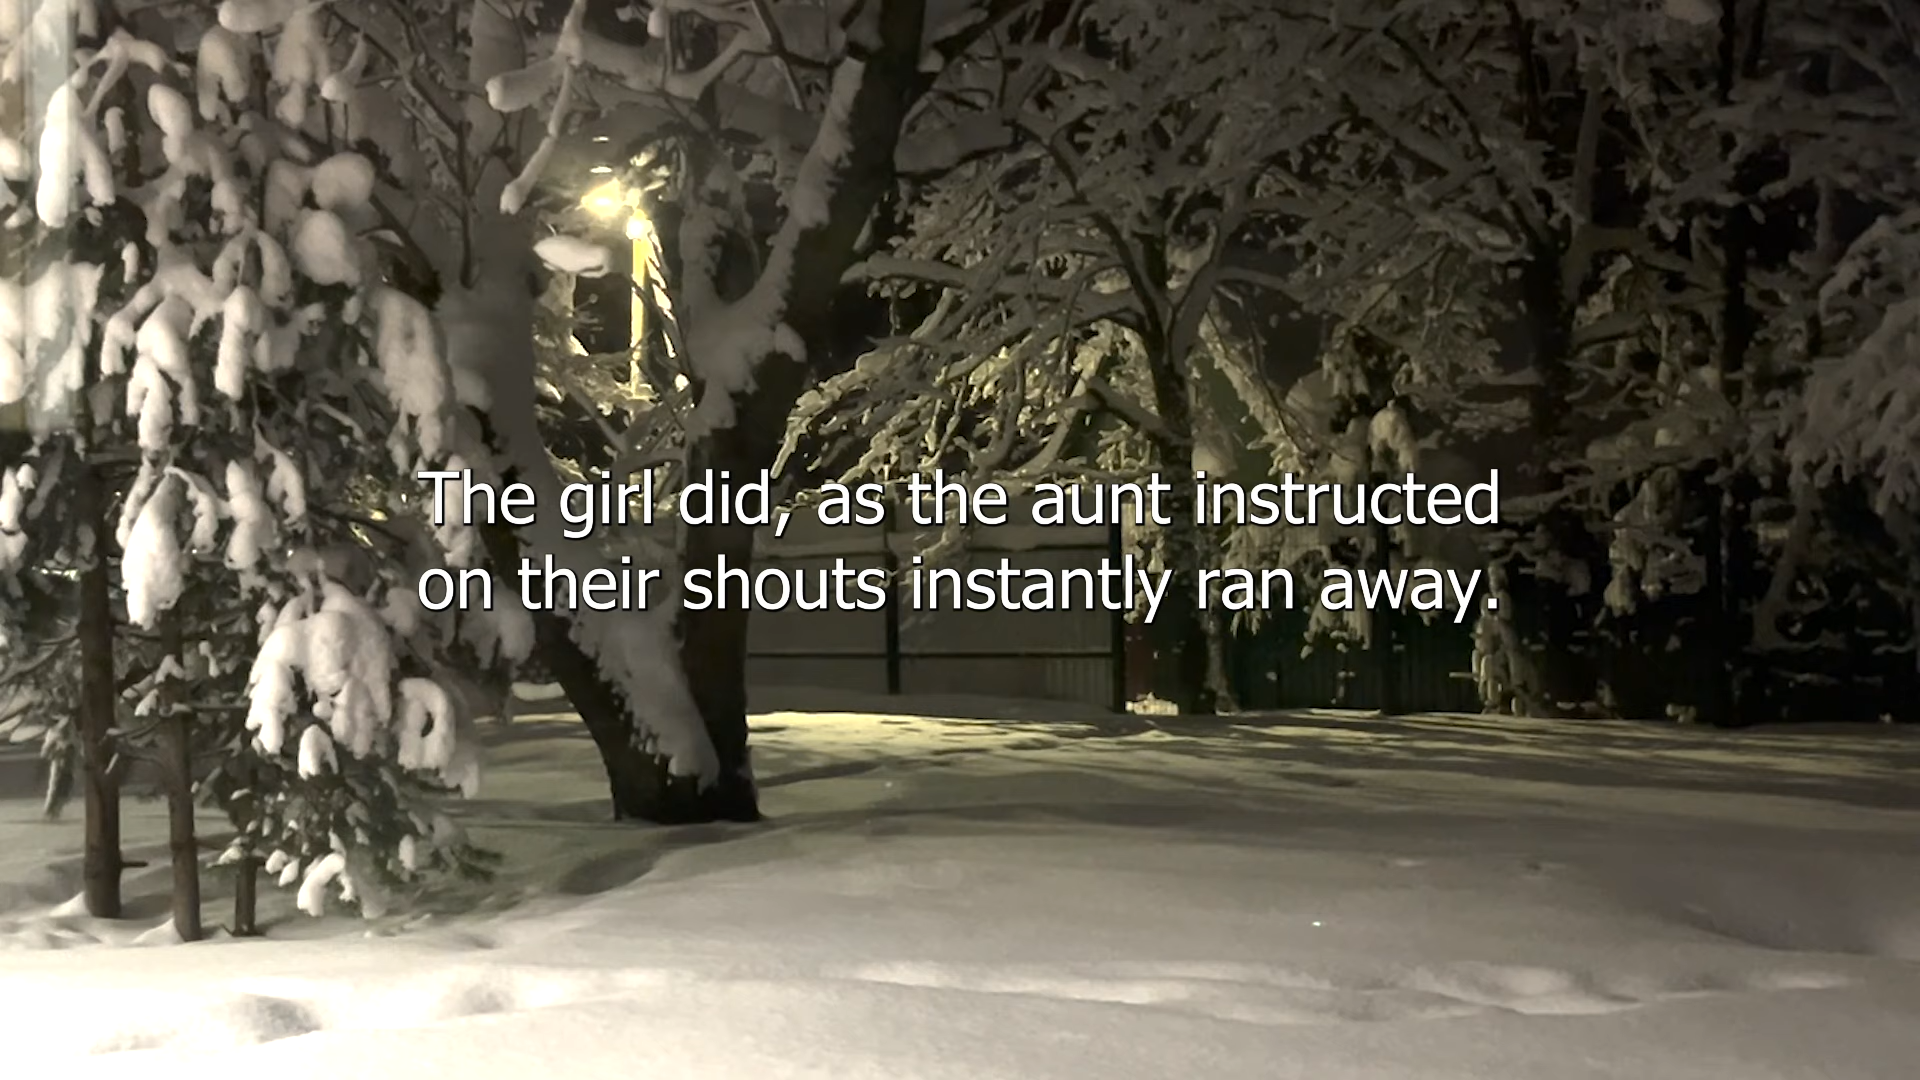 The girl did, as the aunt instructed
on their shouts instantly ran away.